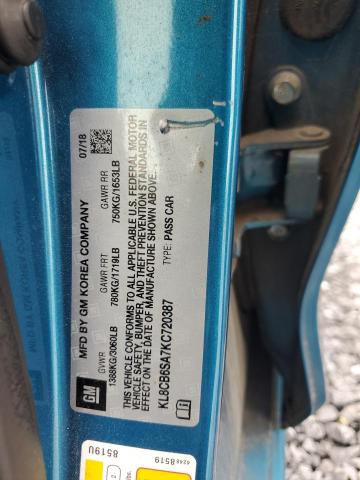 MFD BY GM KOREA COMPANY 07/18
GVWR GAWR FRT GAWR RR
1388KG/3060LB 780KG/1719LB 750KG/1653LB
THIS VEHICLE CONFORMS TO ALL APPLICABLE U.S. FEDERAL MOTOR
VEHICLE SAFETY, BUMPER, AND THEFT PREVENTION STANDARDS IN
EFFECT ON THE DATE OF MANUFACTURE SHOWN ABOVE.
KL8CB6SA7KC720387 TYPE: PASS CAR
GM
8519U
42488519